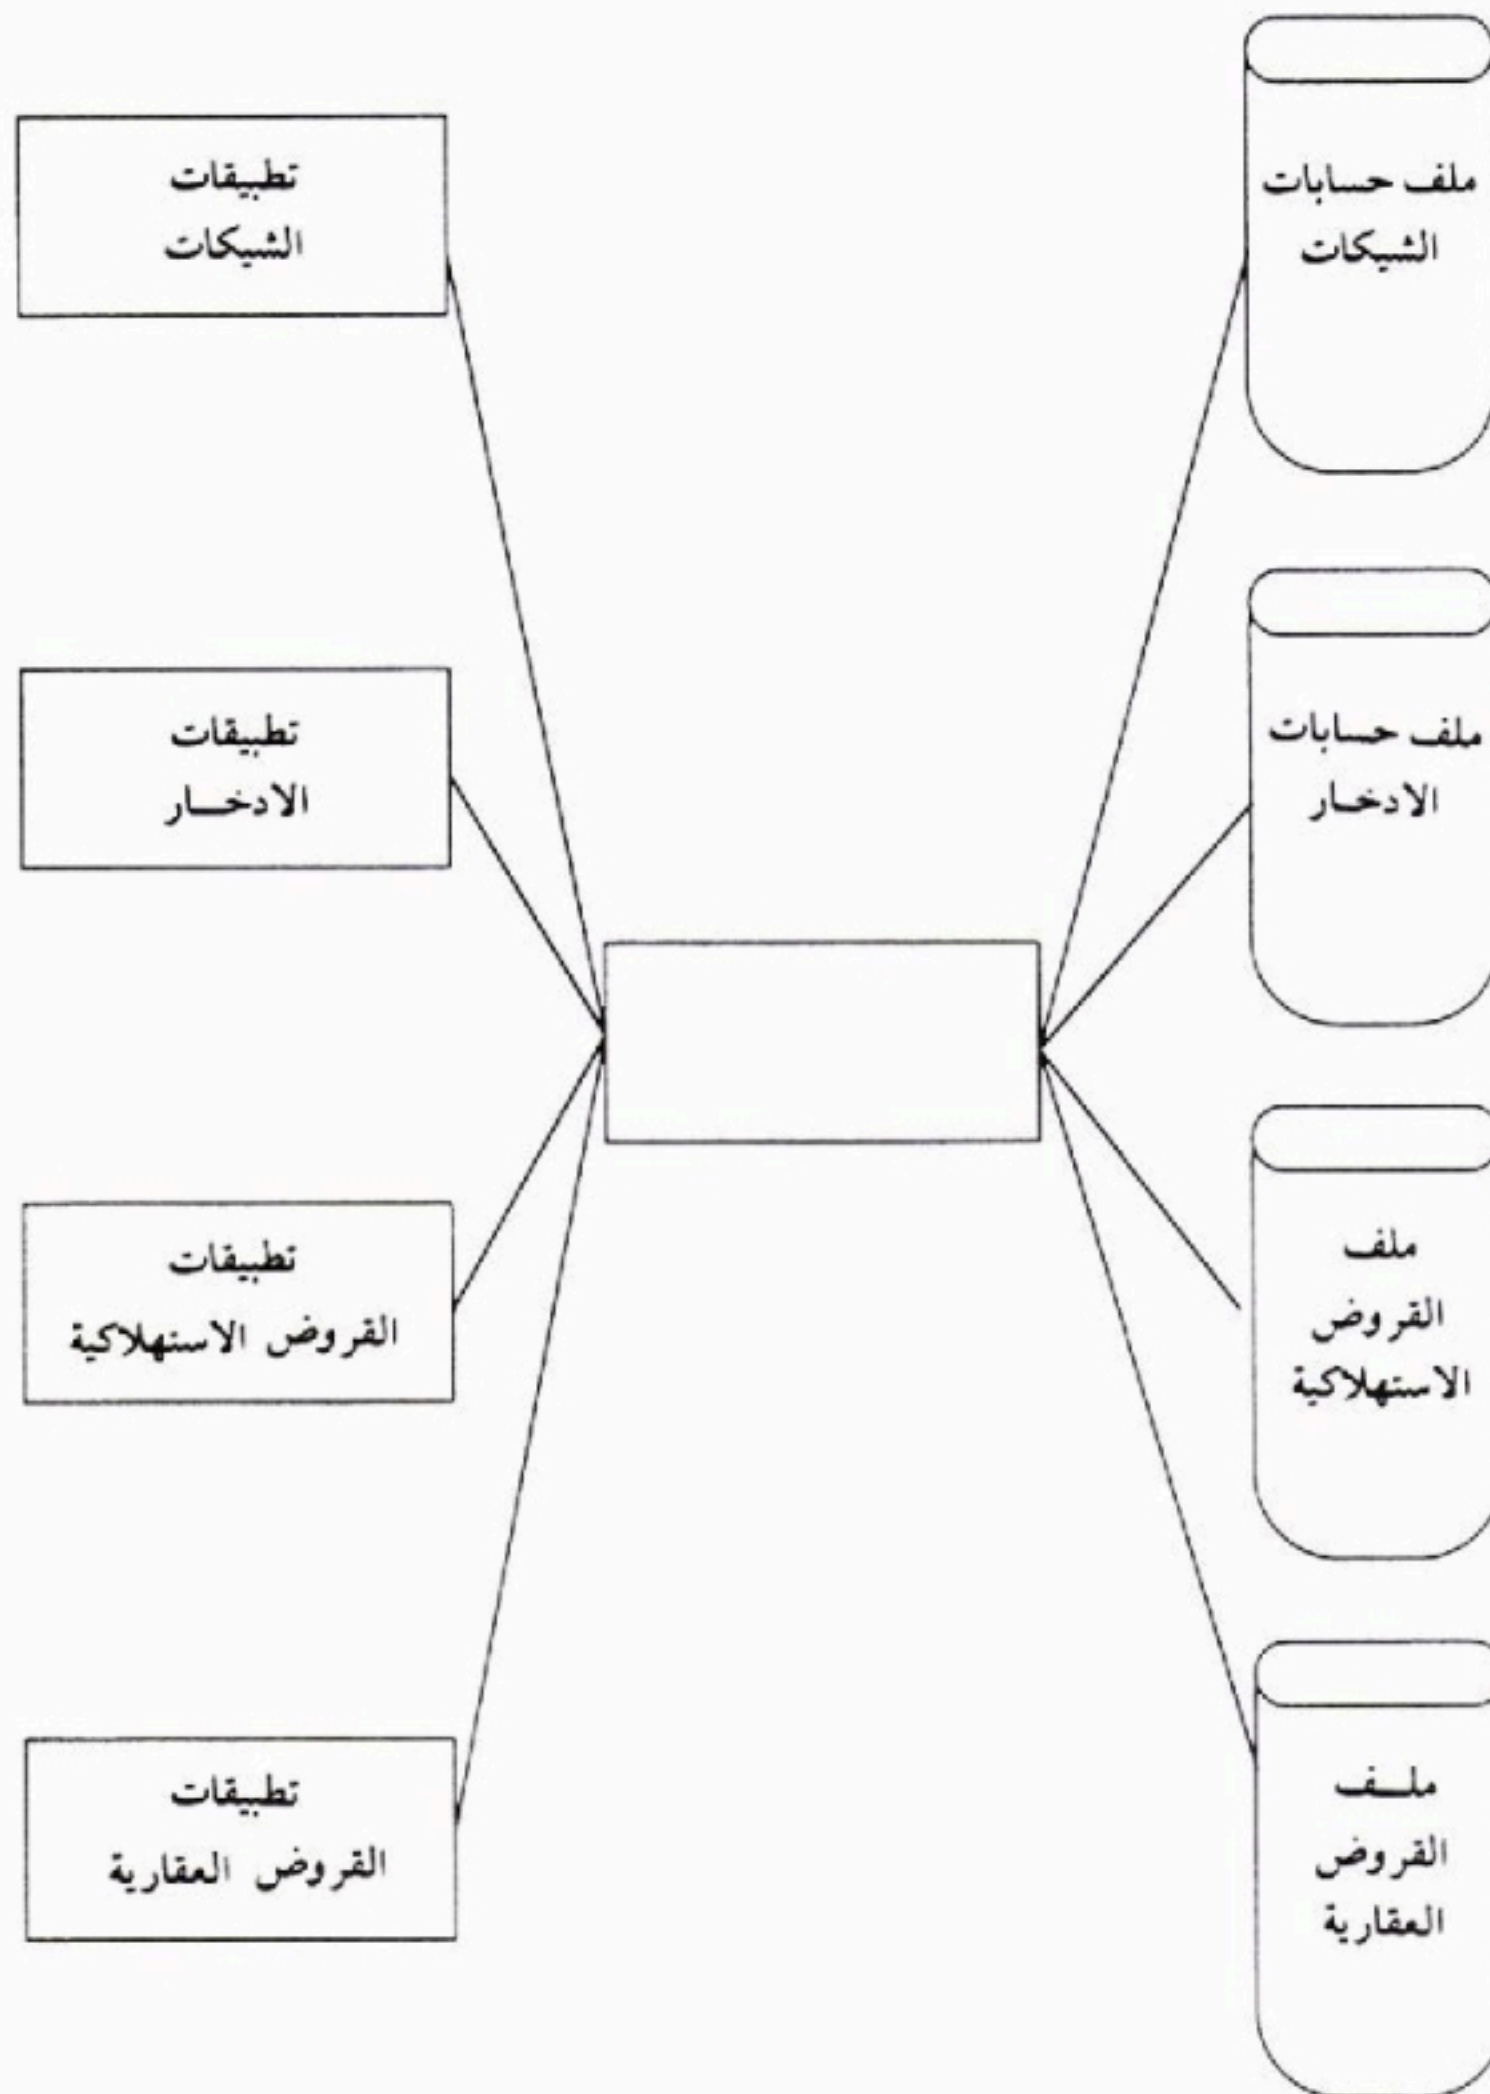 ملف حسابات
الشيكات
تطبيقات
الشيكات
ملف حسابات
الادخار
تطبيقات
الادخــار
ملف
القروض
الاستهلاكية
تطبيقات
القروض الاستهلاكية
ملــف
القروض
العقارية
تطبيقات
القروض العقارية